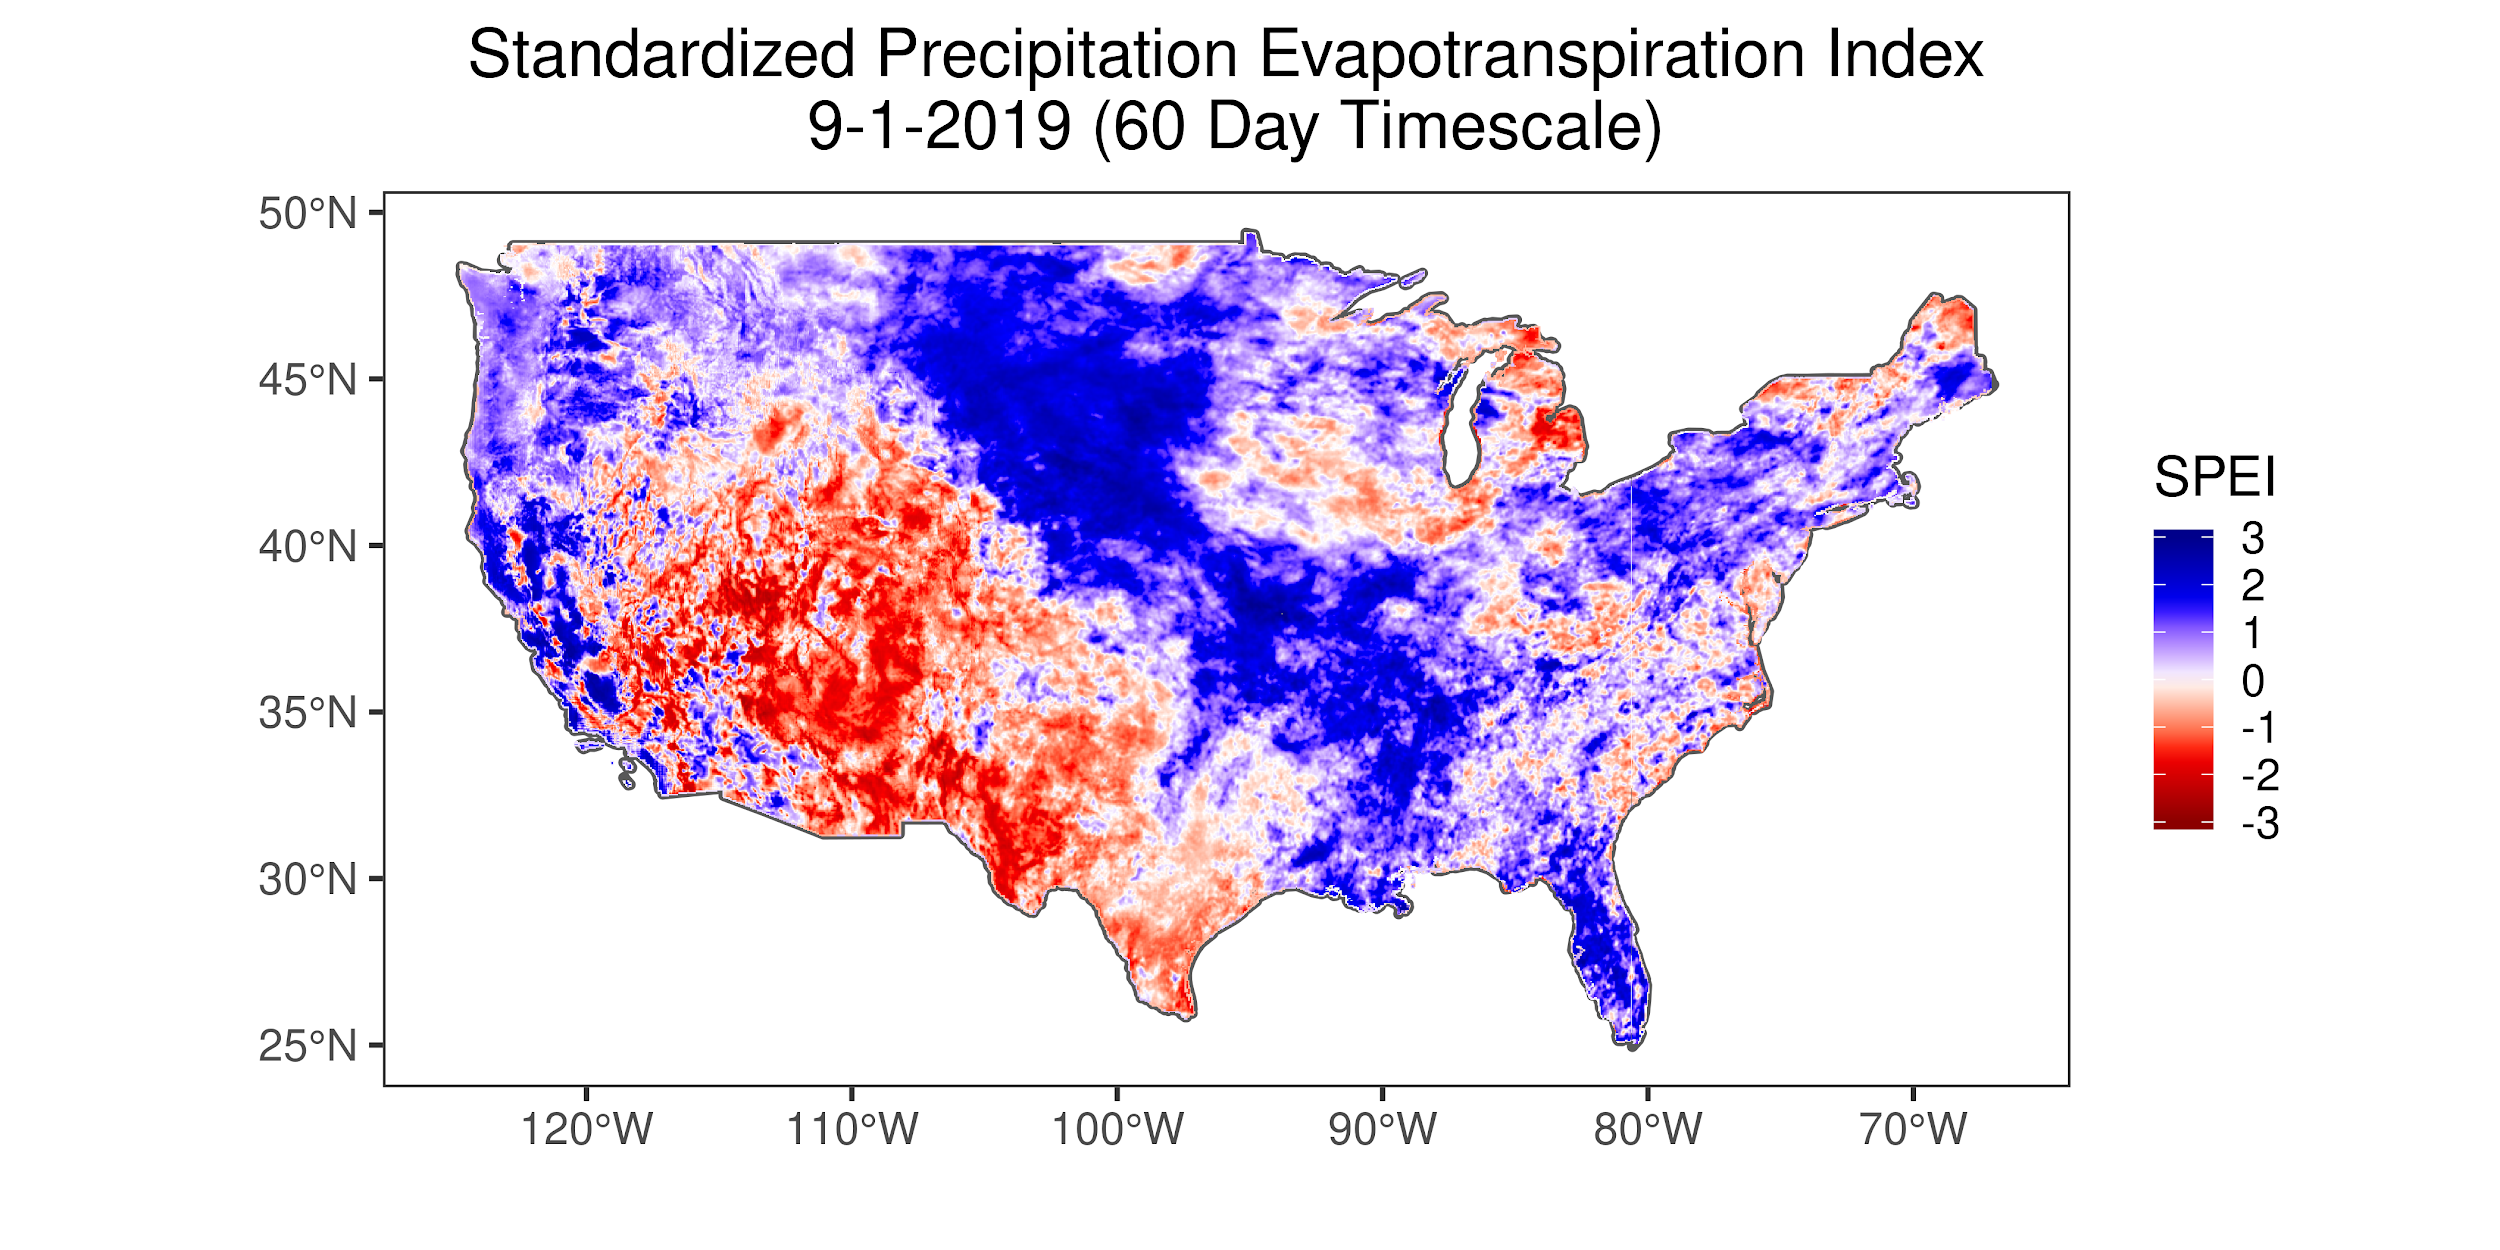 Standardized Precipitation Evapotranspiration Index
9-1-2019 (60 Day Timescale)
50°N
45°N
40°N
35°N
30°N
25°N
120°W
110°W
100°W
90°W
80°W
70°W
SPEI
3
2
1
0
-1
-2
-3